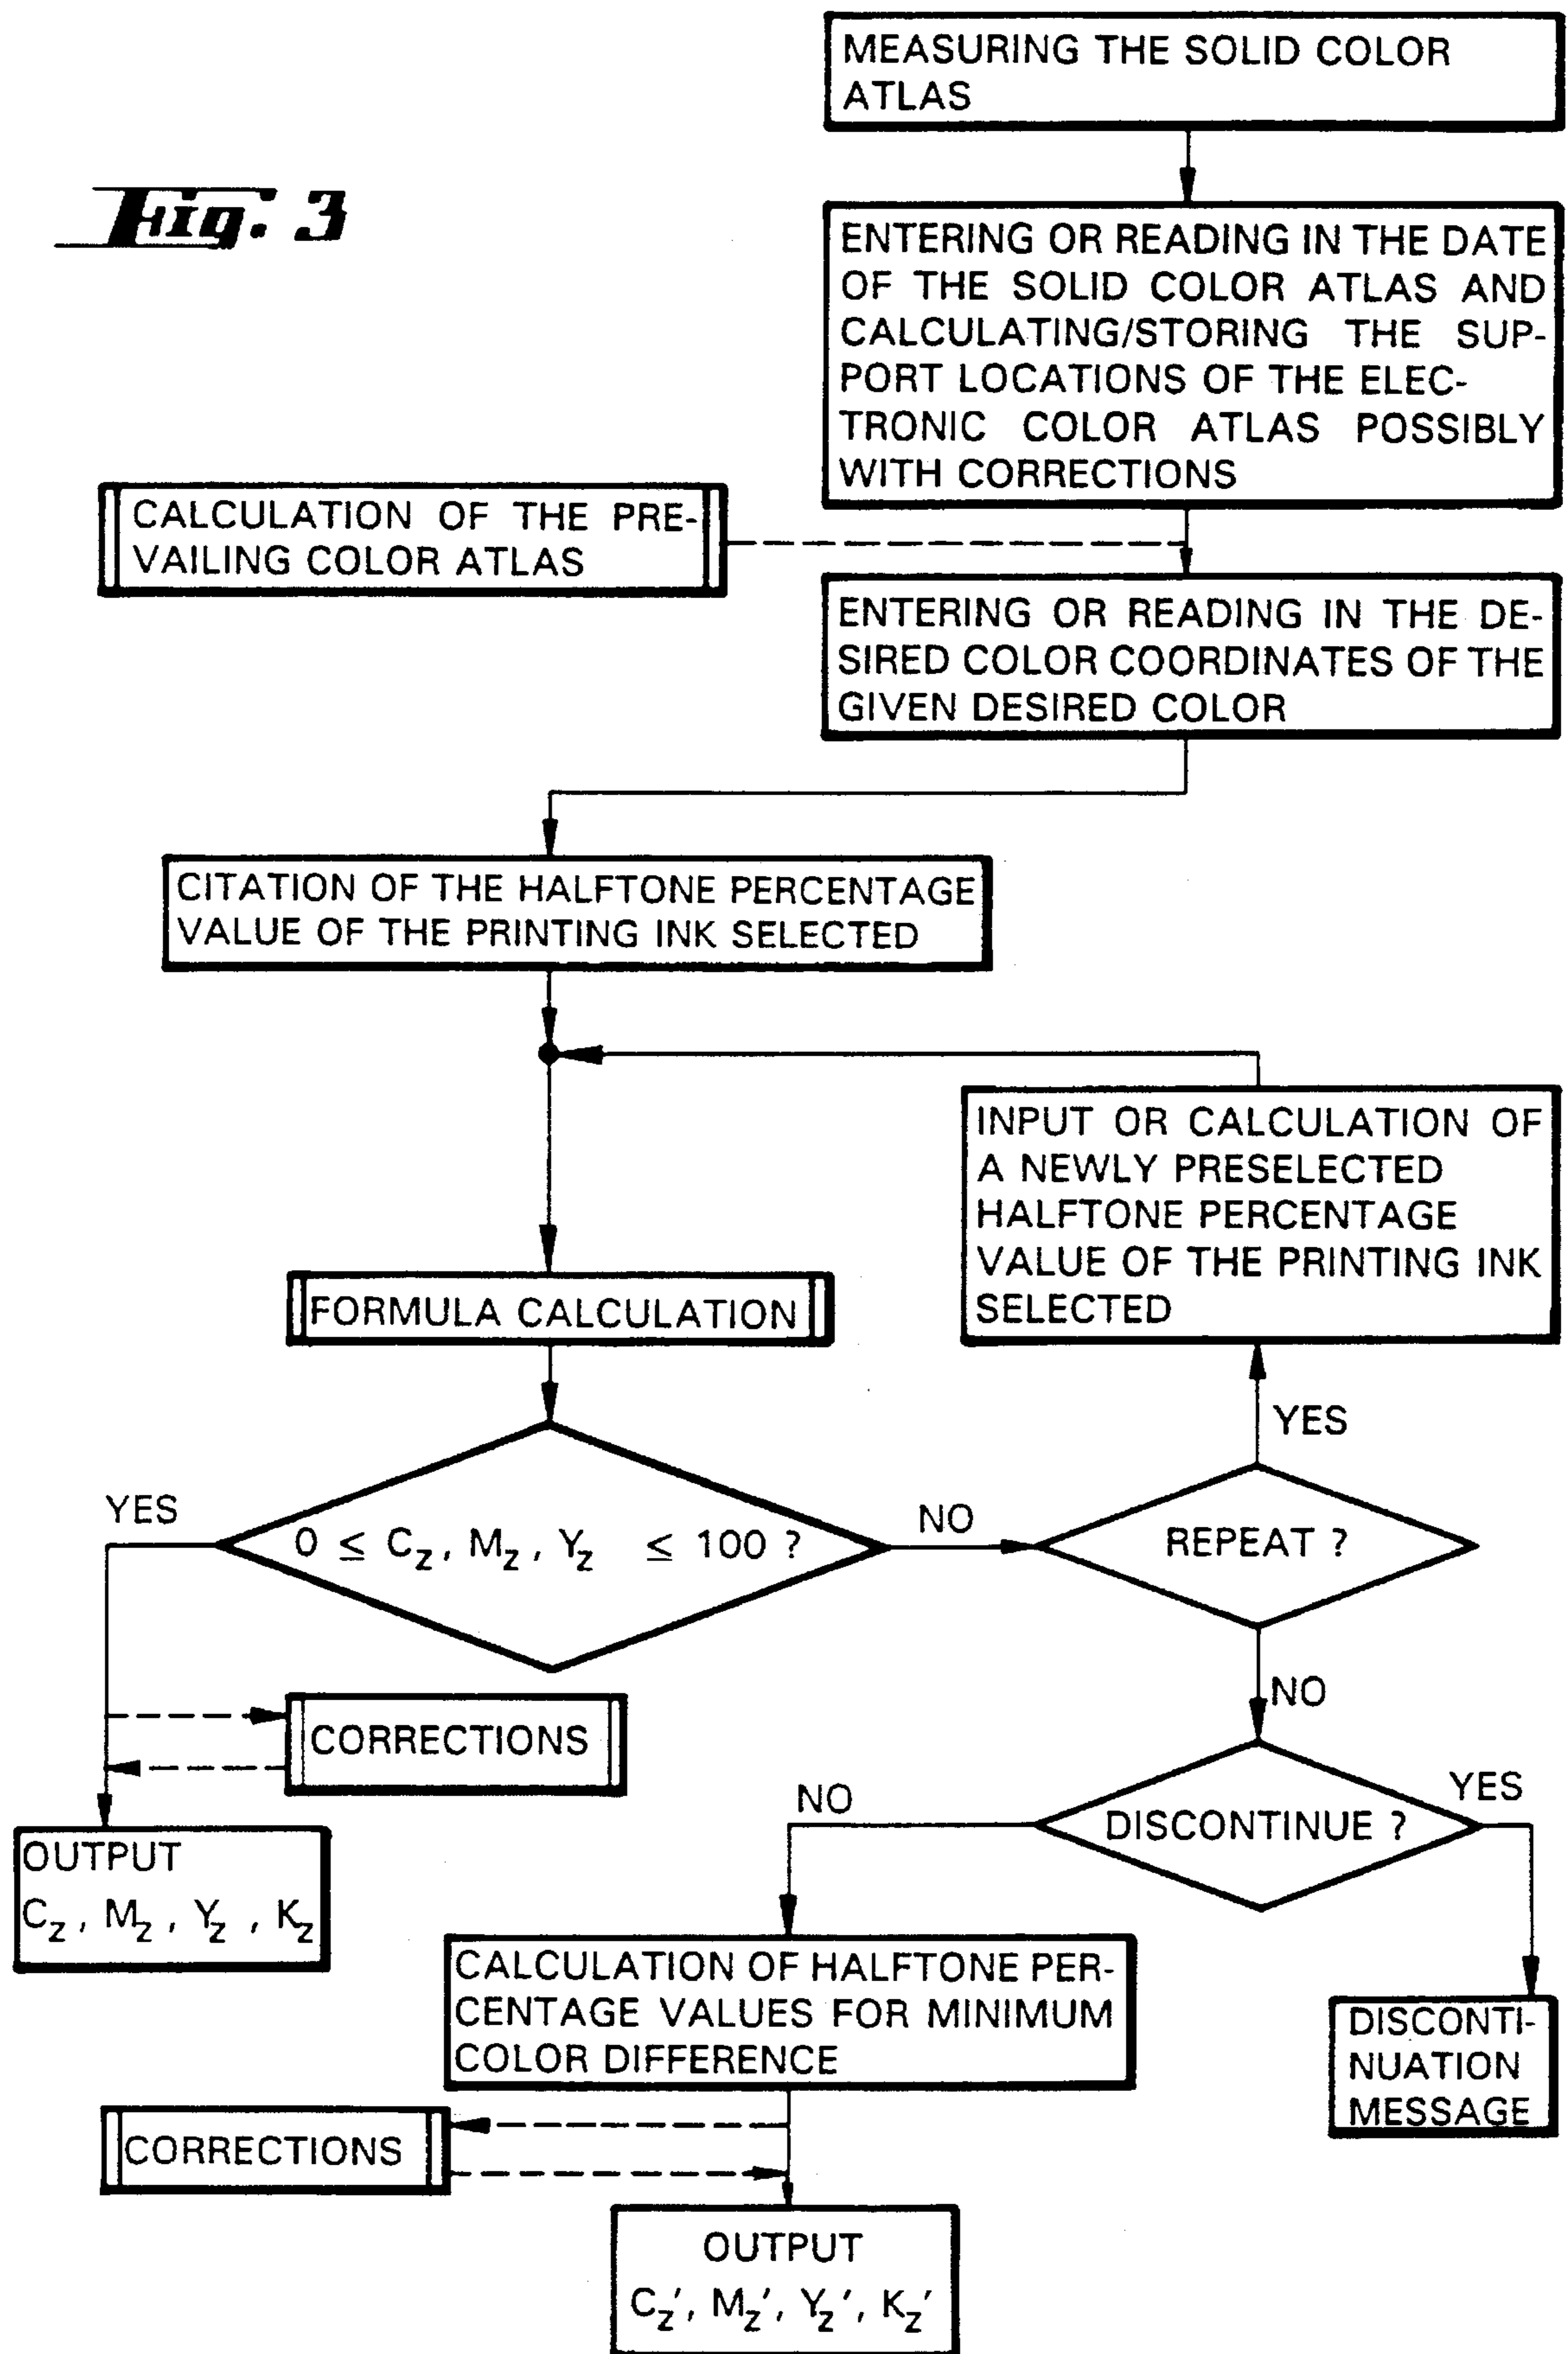 MEASURING THE SOLID COLOR
ATLAS
Fig. 3
ENTERING OR READING IN THE DATE
OF THE SOLID COLOR ATLAS AND
CALCULATING/STORING THE SUP-
PORT LOCATIONS OF THE ELEC-
TRONIC COLOR ATLAS POSSIBLY
WITH CORRECTIONS
CALCULATION OF THE PRE-
VAILING COLOR ATLAS
ENTERING OR READING IN THE DE-
SIRED COLOR COORDINATES OF THE
GIVEN DESIRED COLOR
CITATION OF THE HALFTONE PERCENTAGE
VALUE OF THE PRINTING INK SELECTED
INPUT OR CALCULATION OF
A NEWLY PRESELECTED
HALFTONE PERCENTAGE
VALUE OF THE PRINTING INK
SELECTED
FORMULA CALCULATION
YES
0 ≤ Cz, Mz, Yz ≤ 100 ?
NO
REPEAT ?
YES
NO
CORRECTIONS
OUTPUT
Cz, Mz, Yz, Kz
NO
DISCONTINUE ?
YES
CALCULATION OF HALFTONE PER-
CENTAGE VALUES FOR MINIMUM
COLOR DIFFERENCE
DISCONTI-
NUATION
MESSAGE
CORRECTIONS
OUTPUT
Cz', Mz', Yz', Kz'